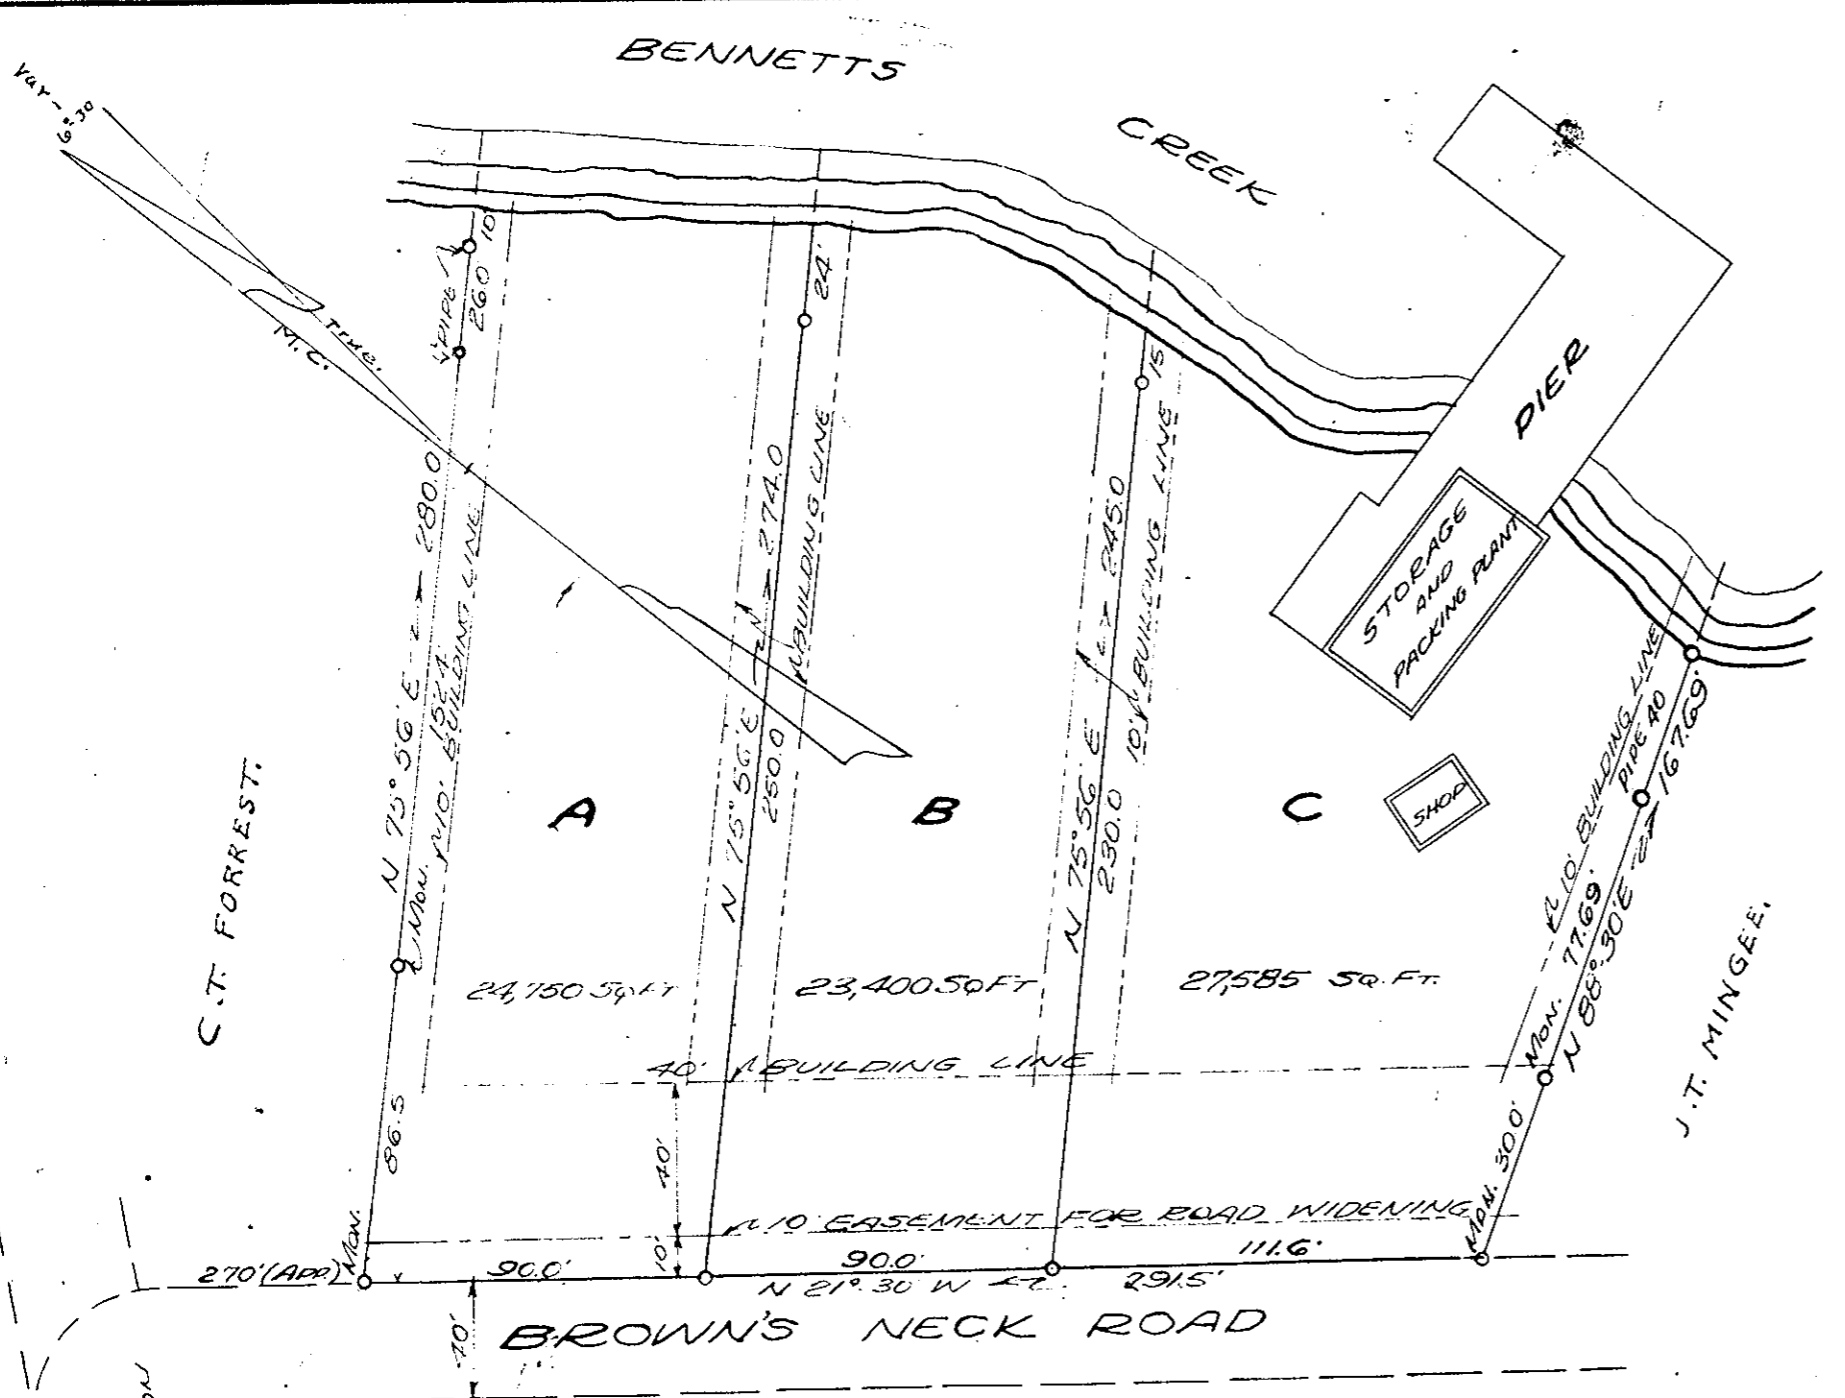 BENNETTS
CREEK
Var - 6°30
True.
M.C.
PIER
STORAGE
AND
PACKING PLANT
SHOP
PIPE
10
26.0
24'
15
N 75° 56' E 280.0
152.4
10' BUILDING LINE
MON.
86.5
MON.
N 75° 56' E 274.0
250.0
BUILDING LINE
N 75° 56' E 245.0
230.0
10' BUILDING LINE
10' BUILDING LINE
PIPE 40
167.69'
MON. 77.69'
N 88° 30' E
MON. 30.0'
A
B
C
C.T. FORREST.
J.T. MINGEE.
24,750 SQ FT
23,400 SQ FT
27,585 SQ. FT.
40' BUILDING LINE
40'
10' EASEMENT FOR ROAD WIDENING
10'
270' (APP)
90.0'
90.0'
111.6'
N 21° 30' W
291.5'
40'
BROWN'S NECK ROAD